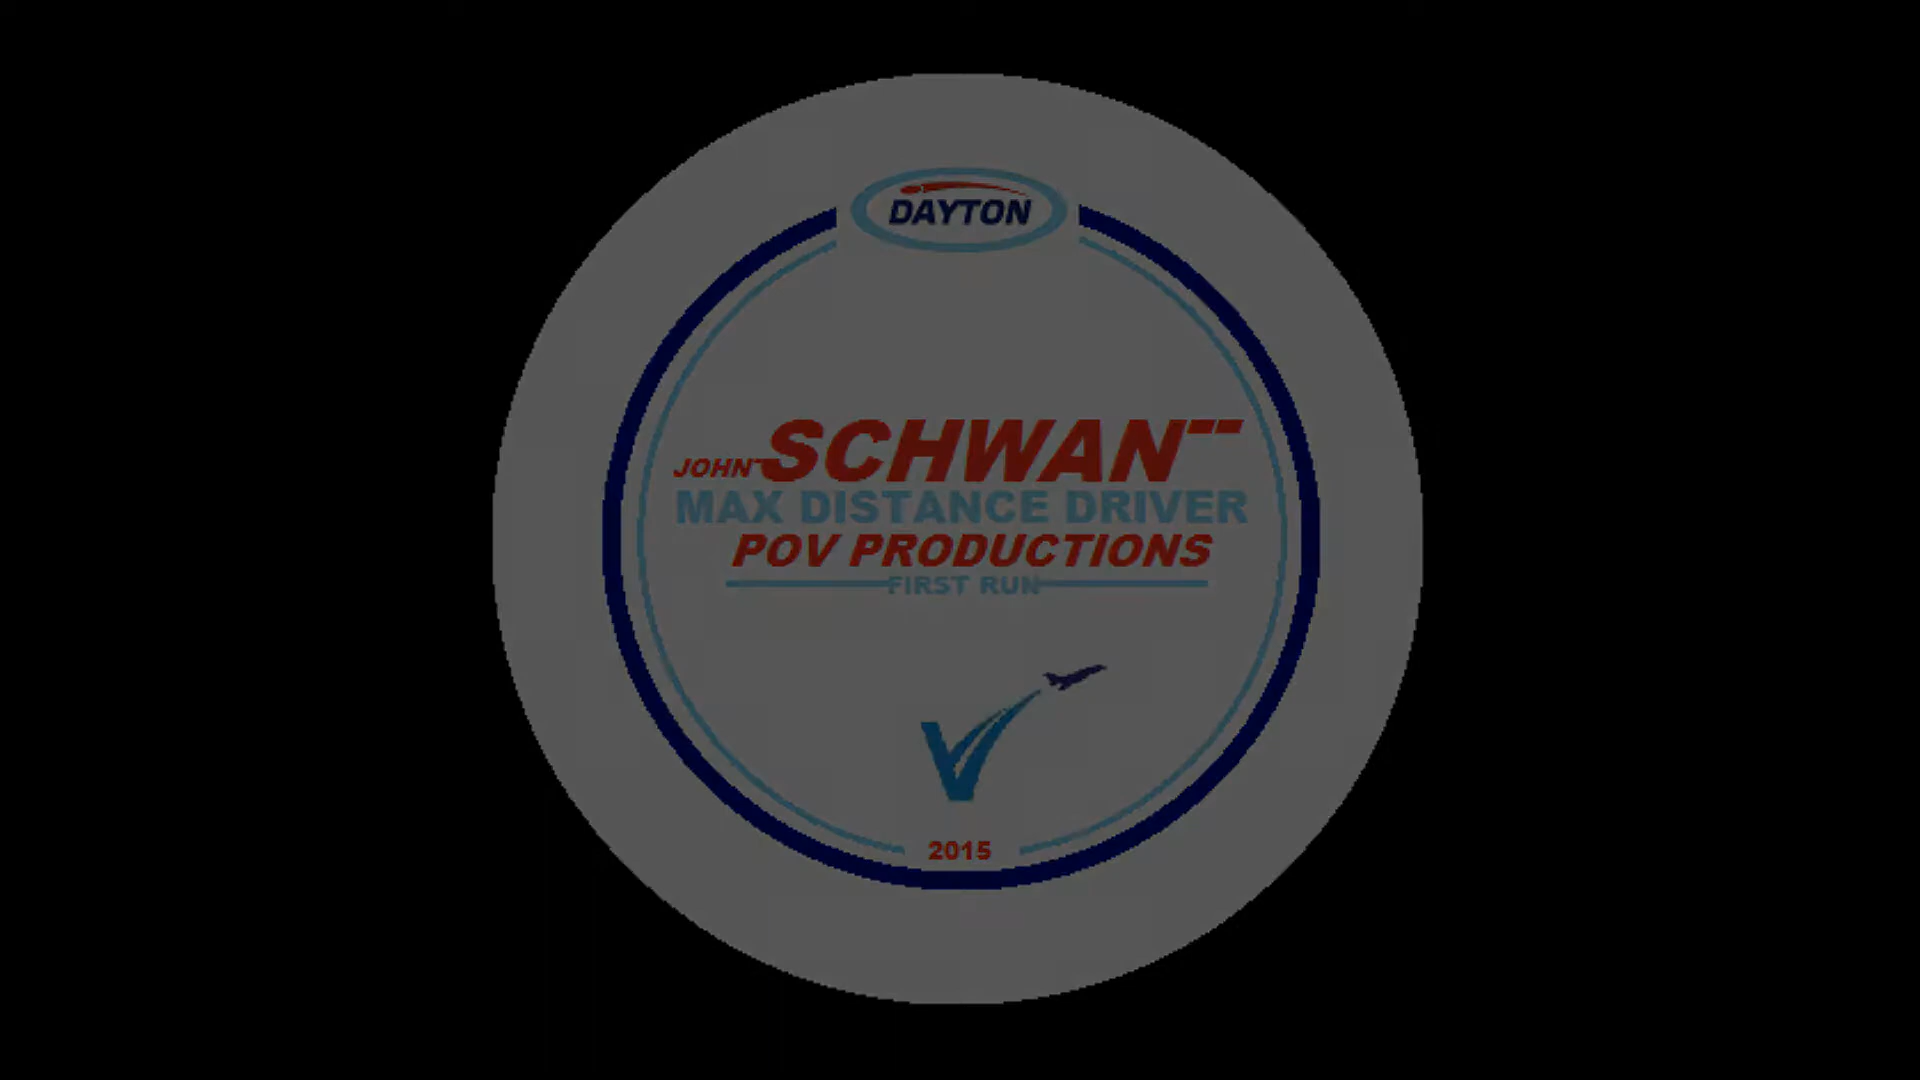 DAYTON
JOHN SCHWAN
MAX DISTANCE DRIVER
POV PRODUCTIONS
FIRST RUN
2015